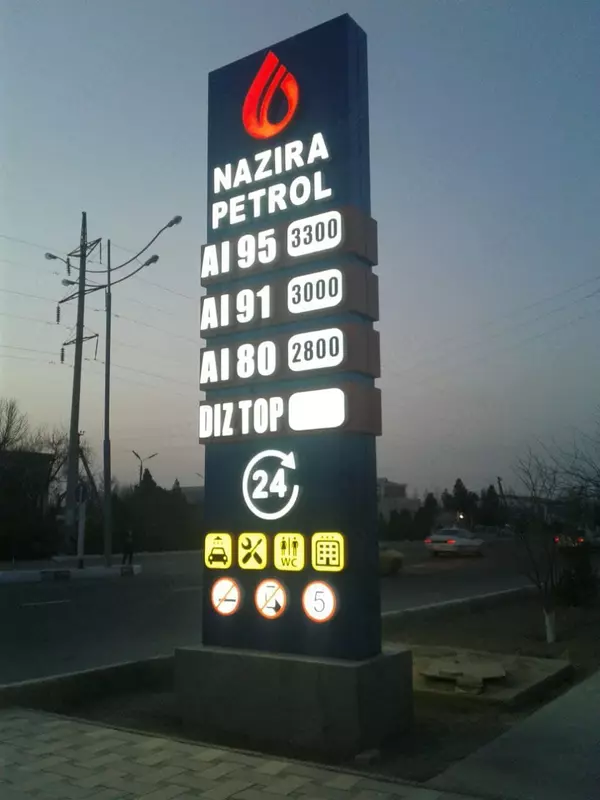 NAZIRA
PETROL
AI 95 3300
AI 91 3000
AI 80 2800
DIZ TOP
24
WC
5